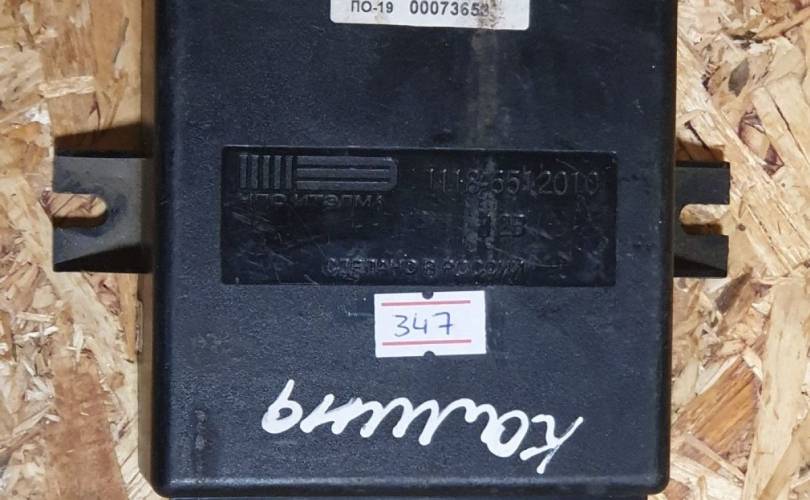 ПО-19 00073653
НПО ИТЭЛМА
1118-6512010
12В
СДЕЛАНО В РОССИИ
347
Калина